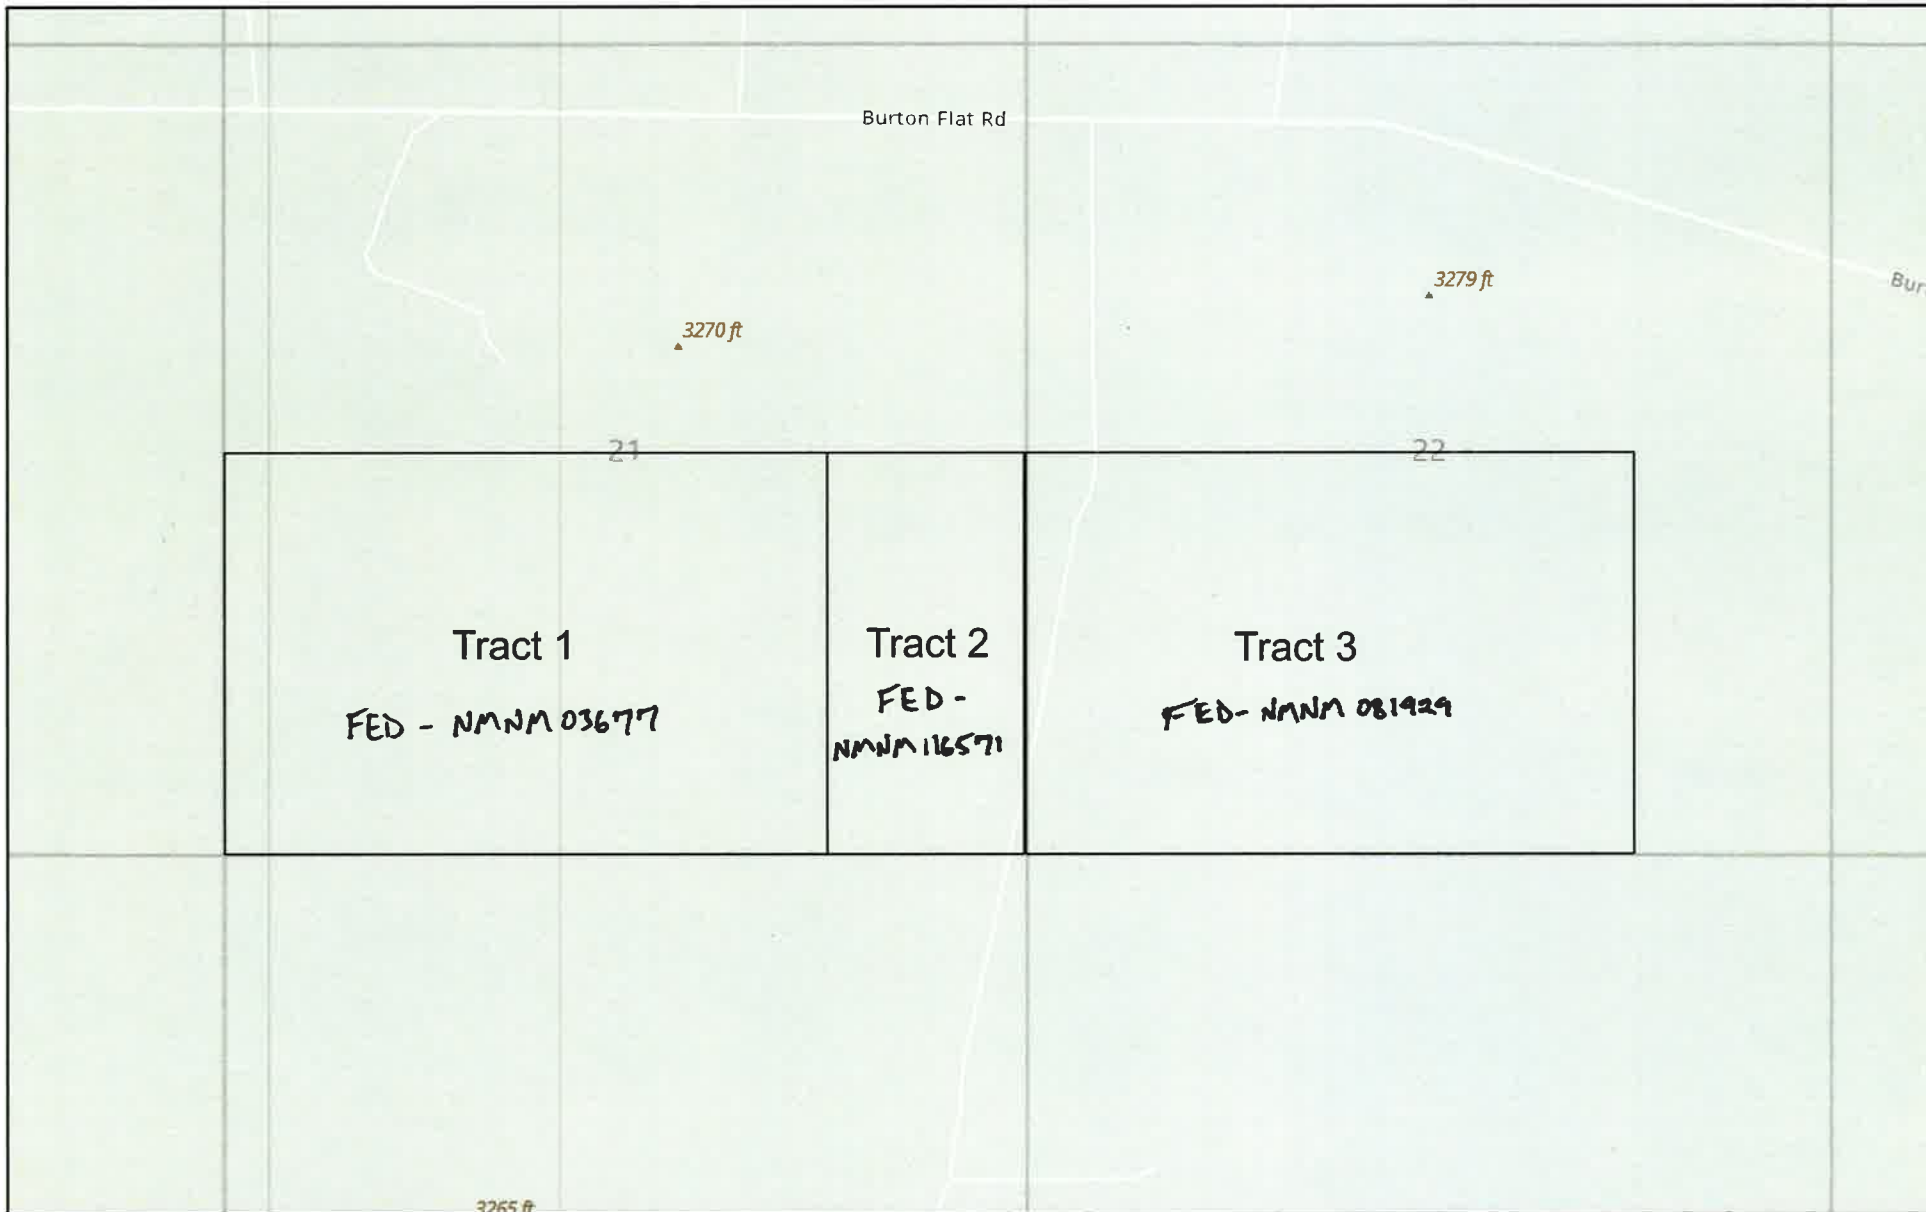 Burton Flat Rd
3279 ft
Bur
3270 ft
21
22
Tract 1
FED - NMNM 03677
Tract 2
FED -
NMNM 116571
Tract 3
FED- NMNM 081929
3265 ft